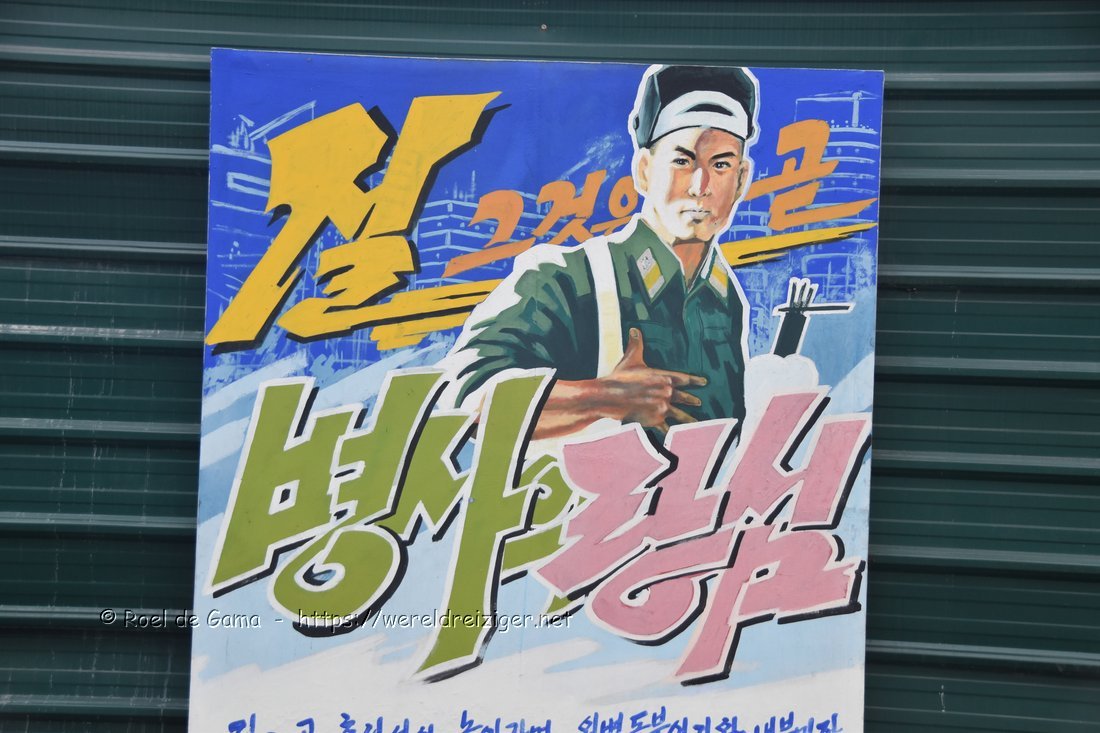 질 그것은 곧
병사의 량심
© Roel de Gama - https://wereldreiziger.net